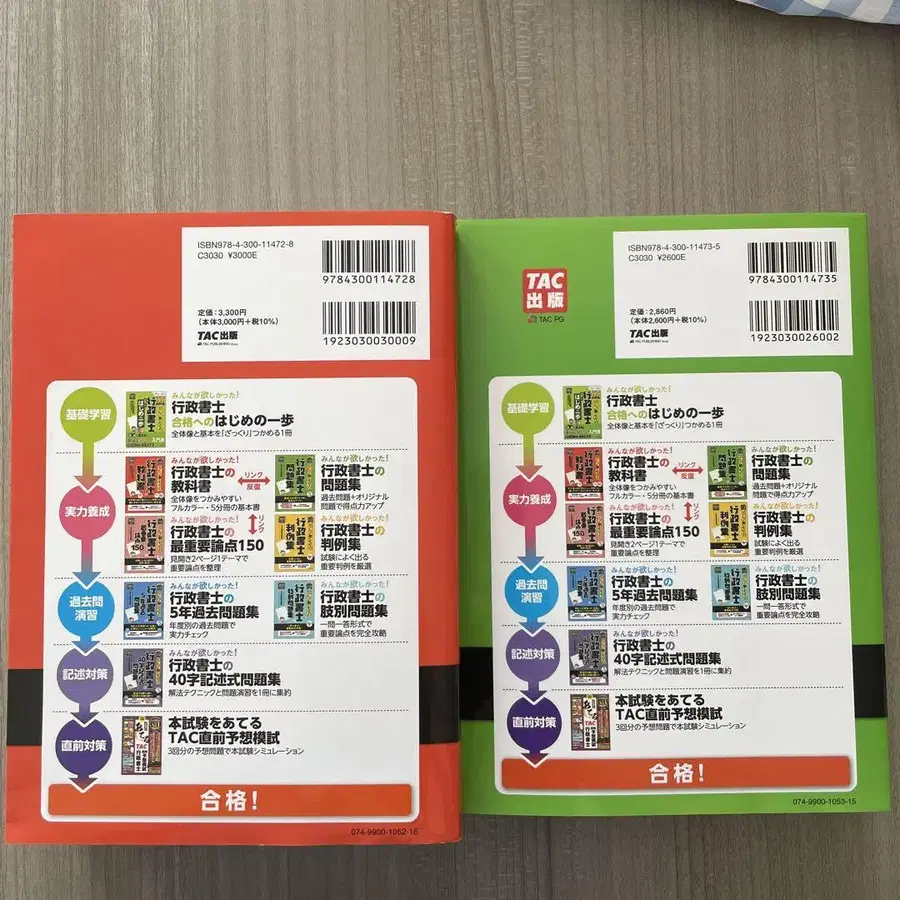 ISBN978-4-300-11472-8
C3030 ¥3000E
9784300114728
定価：3,300円
（本体3,000円＋税10%）
TAC出版
TAC PUBLISHING Group
1923030030009
基礎学習
みんなが欲しかった！
行政書士
合格へのはじめの一歩
全体像と基本を「ざっくり」つかめる1冊
実力養成
みんなが欲しかった！
行政書士の
教科書
全体像をつかみやすい
フルカラー・5分冊の基本書
リンク
反復
みんなが欲しかった！
行政書士の
問題集
過去問題＋オリジナル
問題で得点力アップ
みんなが欲しかった！
行政書士の
最重要論点150
見開き2ページ1テーマで
重要論点を整理
リンク
みんなが欲しかった！
行政書士の
判例集
試験によく出る
重要判例を厳選
過去問
演習
みんなが欲しかった！
行政書士の
5年過去問題集
年度別の過去問題で
実力チェック
みんなが欲しかった！
行政書士の
肢別問題集
一問一答形式で
重要論点を完全攻略
記述対策
みんなが欲しかった！
行政書士の
40字記述式問題集
解法テクニックと問題演習を1冊に集約
直前対策
本試験をあてる
TAC直前予想模試
3回分の予想問題で本試験シミュレーション
合格！
074-9900-1052-16
TAC
出版
TAC PG
ISBN978-4-300-11473-5
C3030 ¥2600E
9784300114735
定価：2,860円
（本体2,600円＋税10%）
TAC出版
TAC PUBLISHING Group
1923030026002
基礎学習
みんなが欲しかった！
行政書士
合格へのはじめの一歩
全体像と基本を「ざっくり」つかめる1冊
実力養成
みんなが欲しかった！
行政書士の
教科書
全体像をつかみやすい
フルカラー・5分冊の基本書
リンク
反復
みんなが欲しかった！
行政書士の
問題集
過去問題＋オリジナル
問題で得点力アップ
みんなが欲しかった！
行政書士の
最重要論点150
見開き2ページ1テーマで
重要論点を整理
リンク
みんなが欲しかった！
行政書士の
判例集
試験によく出る
重要判例を厳選
過去問
演習
みんなが欲しかった！
行政書士の
5年過去問題集
年度別の過去問題で
実力チェック
みんなが欲しかった！
行政書士の
肢別問題集
一問一答形式で
重要論点を完全攻略
記述対策
みんなが欲しかった！
行政書士の
40字記述式問題集
解法テクニックと問題演習を1冊に集約
直前対策
本試験をあてる
TAC直前予想模試
3回分の予想問題で本試験シミュレーション
合格！
074-9900-1053-15